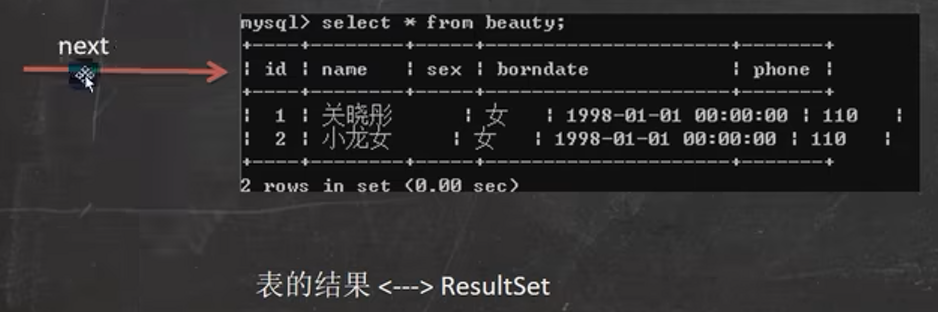 mysql> select * from beauty;
next
+----+--------+-----+---------------------+-------+
| id | name | sex | borndate | phone |
+----+--------+-----+---------------------+-------+
| 1 | 关晓彤 | 女 | 1998-01-01 00:00:00 | 110 |
| 2 | 小龙女 | 女 | 1998-01-01 00:00:00 | 110 |
+----+--------+-----+---------------------+-------+
2 rows in set (0.00 sec)
表的结果 <---> ResultSet